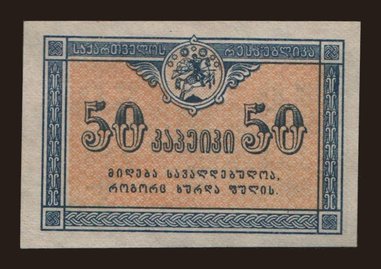 საქართველოს რესპუბლიკა
50 კაპეიკი 50
მიღება სავალდებულოა,
როგორც ხურდა ფულის.